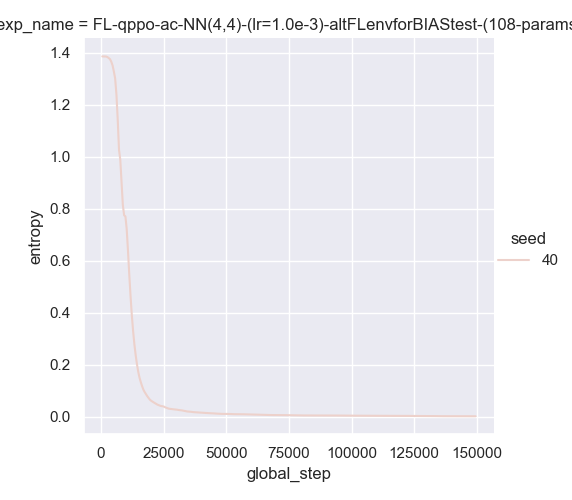 exp_name = FL-qppo-ac-NN(4,4)-(lr=1.0e-3)-altFLenvforBIAStest-(108-params
1.4
1.2
1.0
0.8
0.6
0.4
0.2
0.0
entropy
0 25000 50000 75000 100000 125000 150000
global_step
seed
40